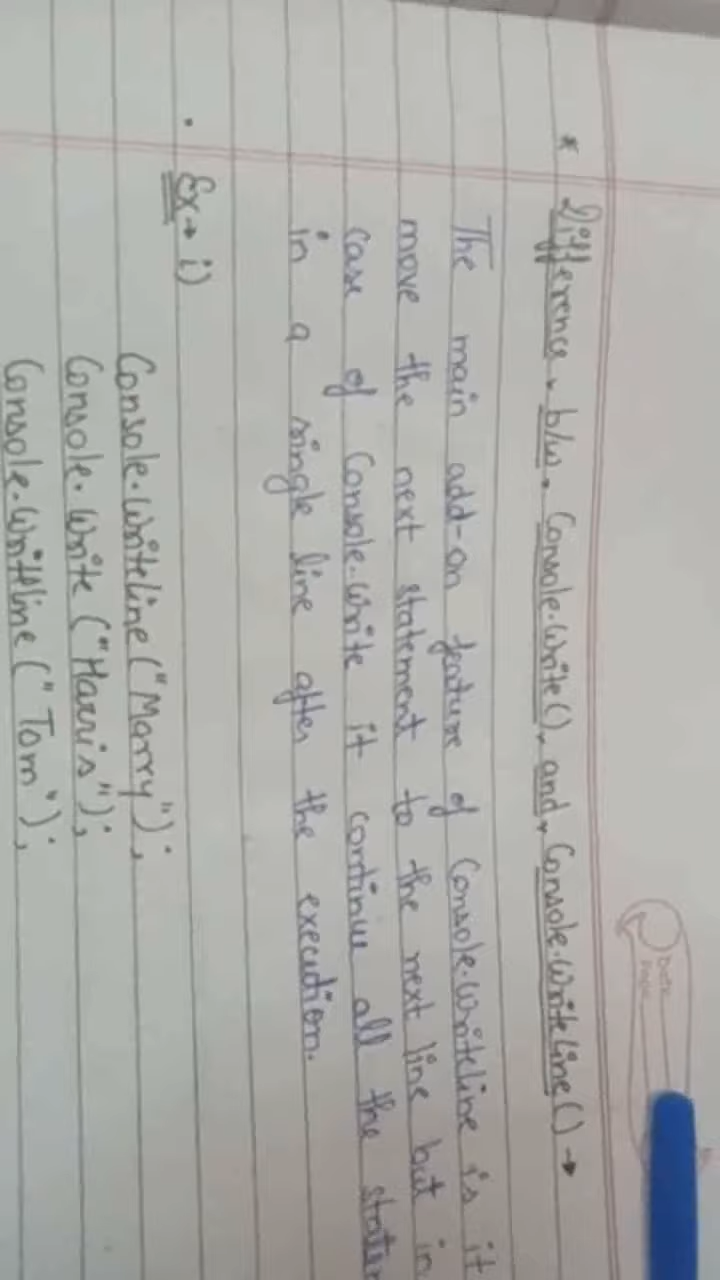 * Difference b/w Console.Write() and Console.WriteLine() →
The main add-on feature of Console.Writeline is it
move the next statement to the next line but in
case of Console.Write it continue all the
in a single line after the execution.
• Ex → i)
Console.Writeline("Marry");
Console.Write("Harris");
Console.Writeline("Tom");